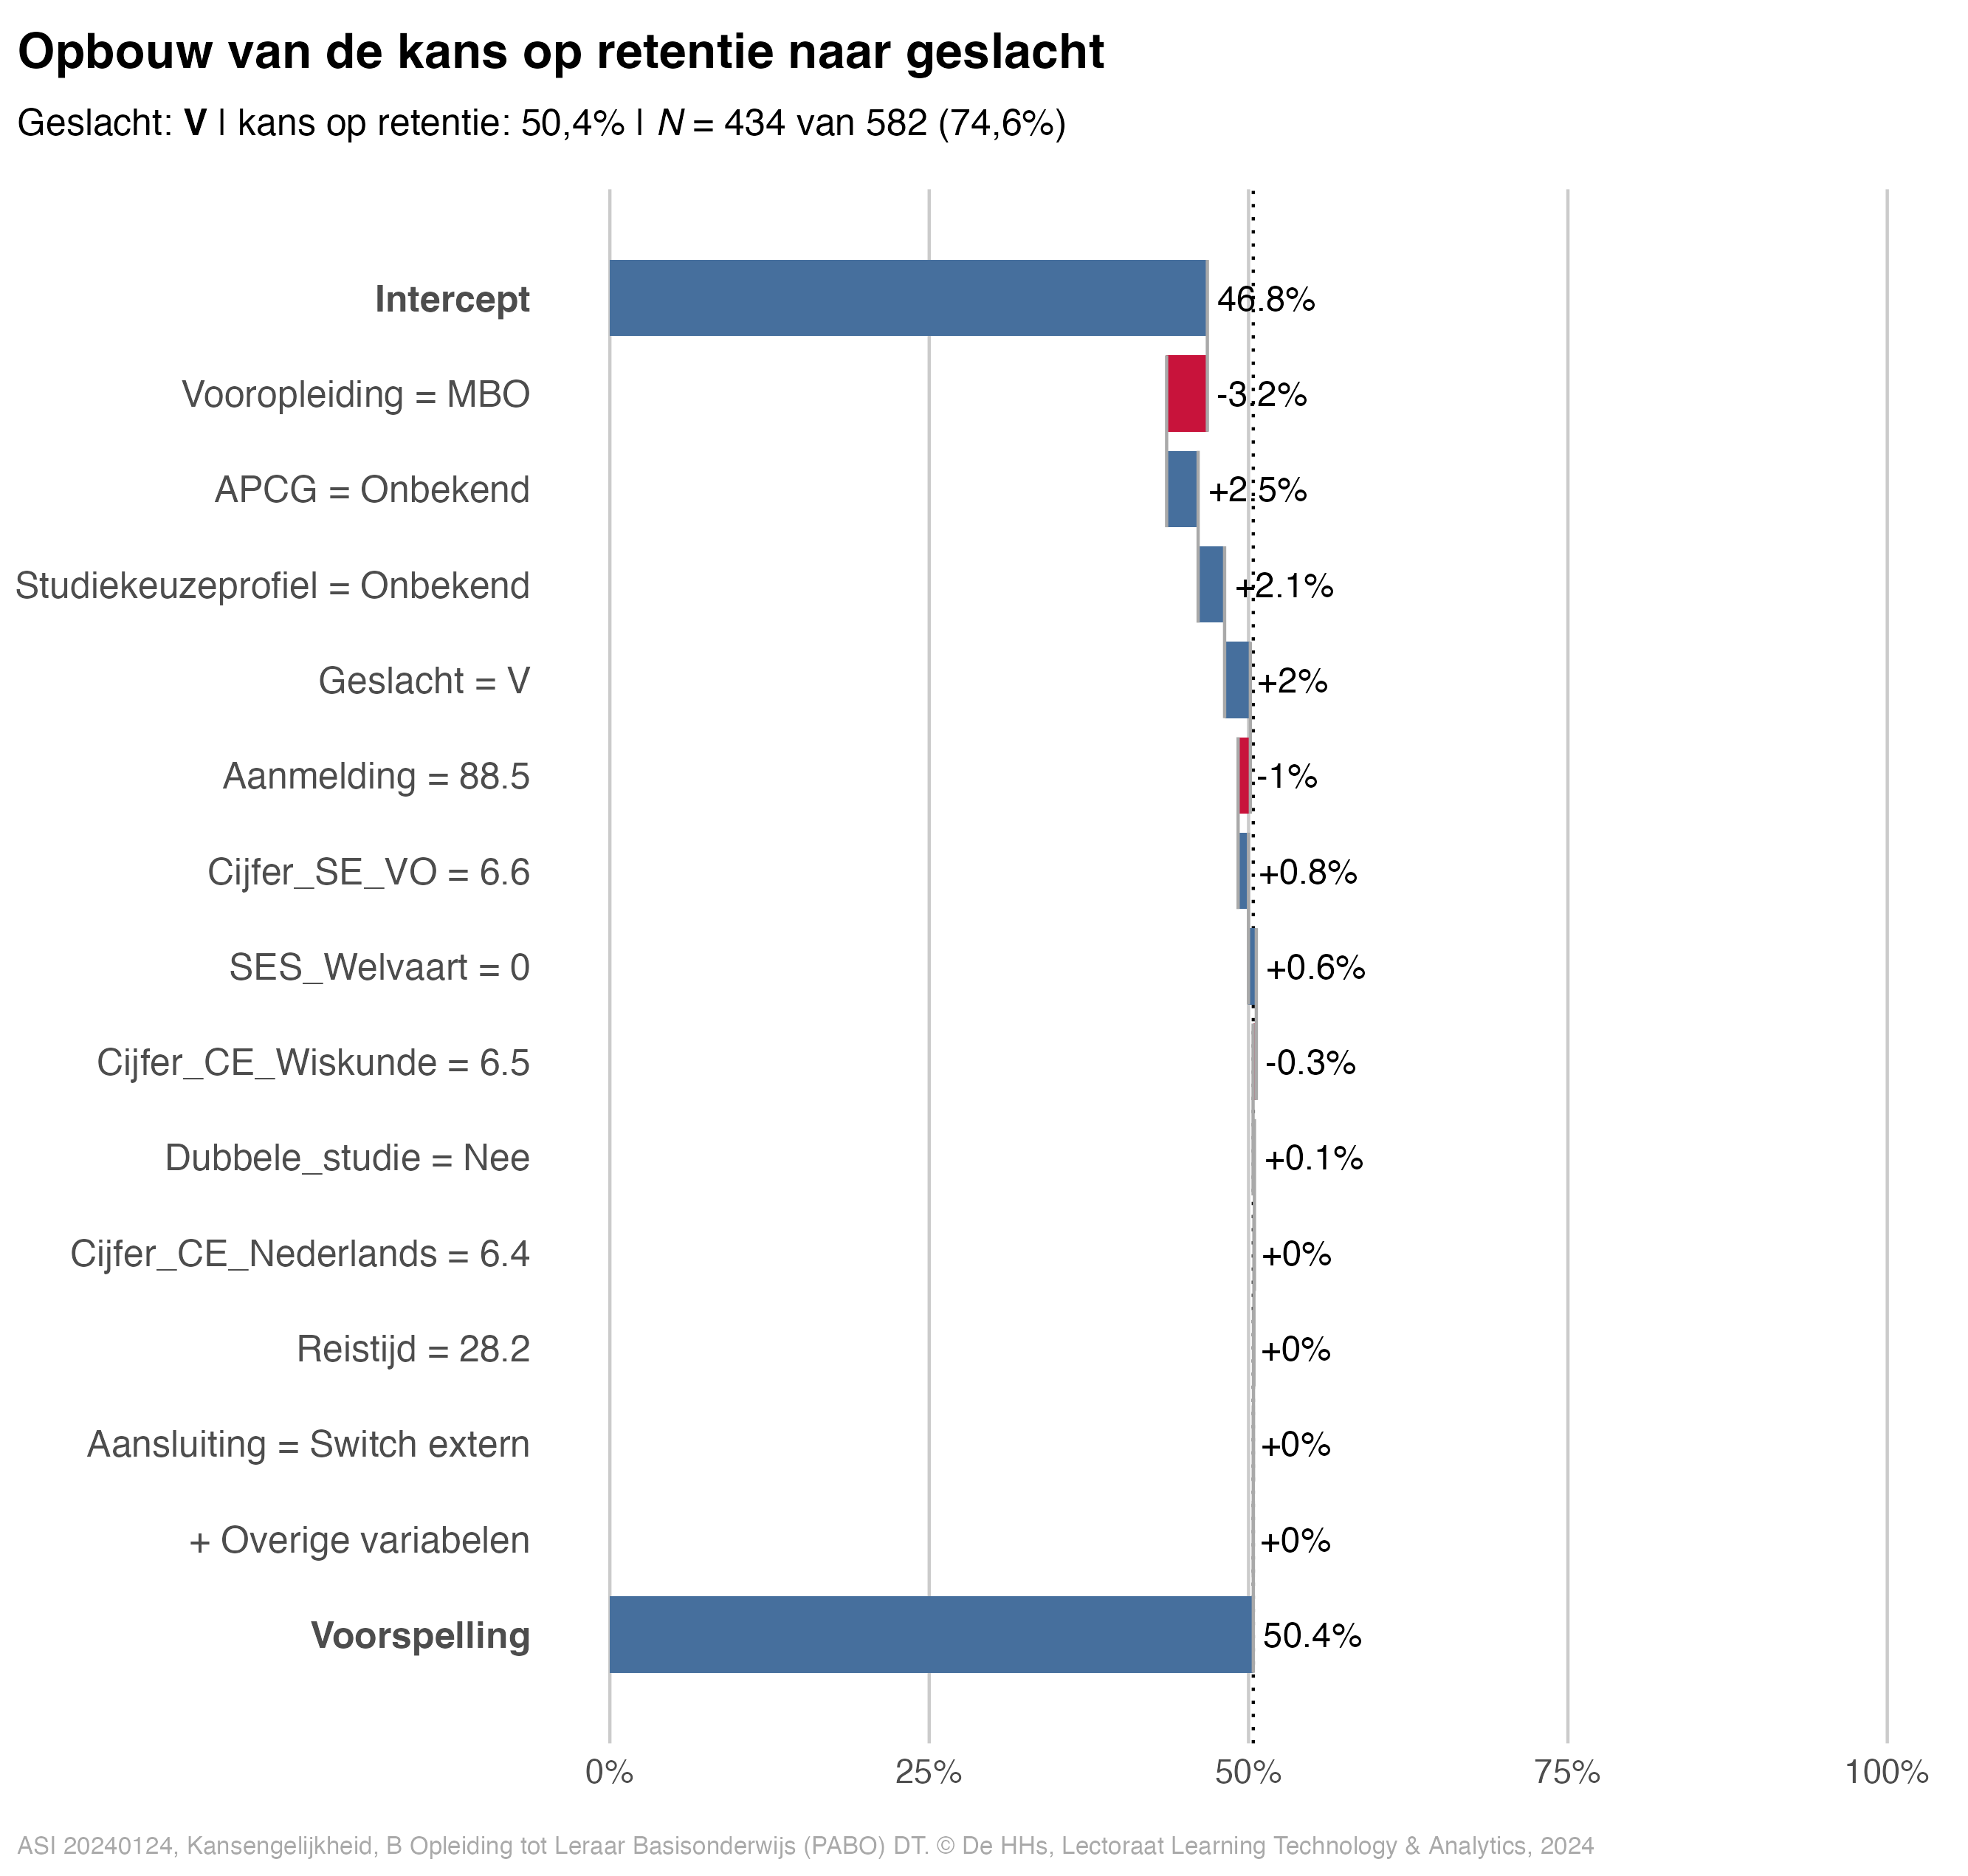 Opbouw van de kans op retentie naar geslacht
Geslacht: V | kans op retentie: 50,4% | N = 434 van 582 (74,6%)
Intercept 46.8%
Vooropleiding = MBO -3.2%
APCG = Onbekend +2.5%
Studiekeuzeprofiel = Onbekend +2.1%
Geslacht = V +2%
Aanmelding = 88.5 -1%
Cijfer_SE_VO = 6.6 +0.8%
SES_Welvaart = 0 +0.6%
Cijfer_CE_Wiskunde = 6.5 -0.3%
Dubbele_studie = Nee +0.1%
Cijfer_CE_Nederlands = 6.4 +0%
Reistijd = 28.2 +0%
Aansluiting = Switch extern +0%
+ Overige variabelen +0%
Voorspelling 50.4%
0% 25% 50% 75% 100%
ASI 20240124, Kansengelijkheid, B Opleiding tot Leraar Basisonderwijs (PABO) DT. © De HHs, Lectoraat Learning Technology & Analytics, 2024